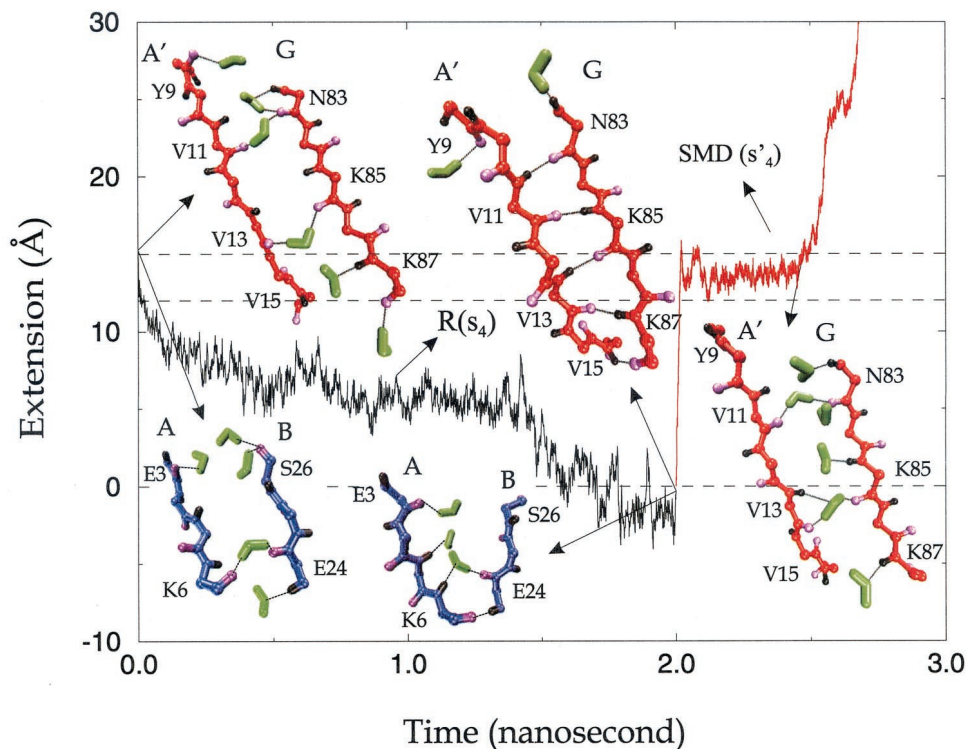 30
20
10
0
-10
0.0
1.0
2.0
3.0
Extension (Å)
Time (nanosecond)
A′
G
Y9
N83
V11
K85
V13
K87
V15
A′
G
Y9
N83
V11
K85
V13
K87
V15
SMD (s'₄)
R(s₄)
A
B
E3
S26
K6
E24
A
B
E3
S26
K6
E24
A′
G
Y9
N83
V11
K85
V13
K87
V15